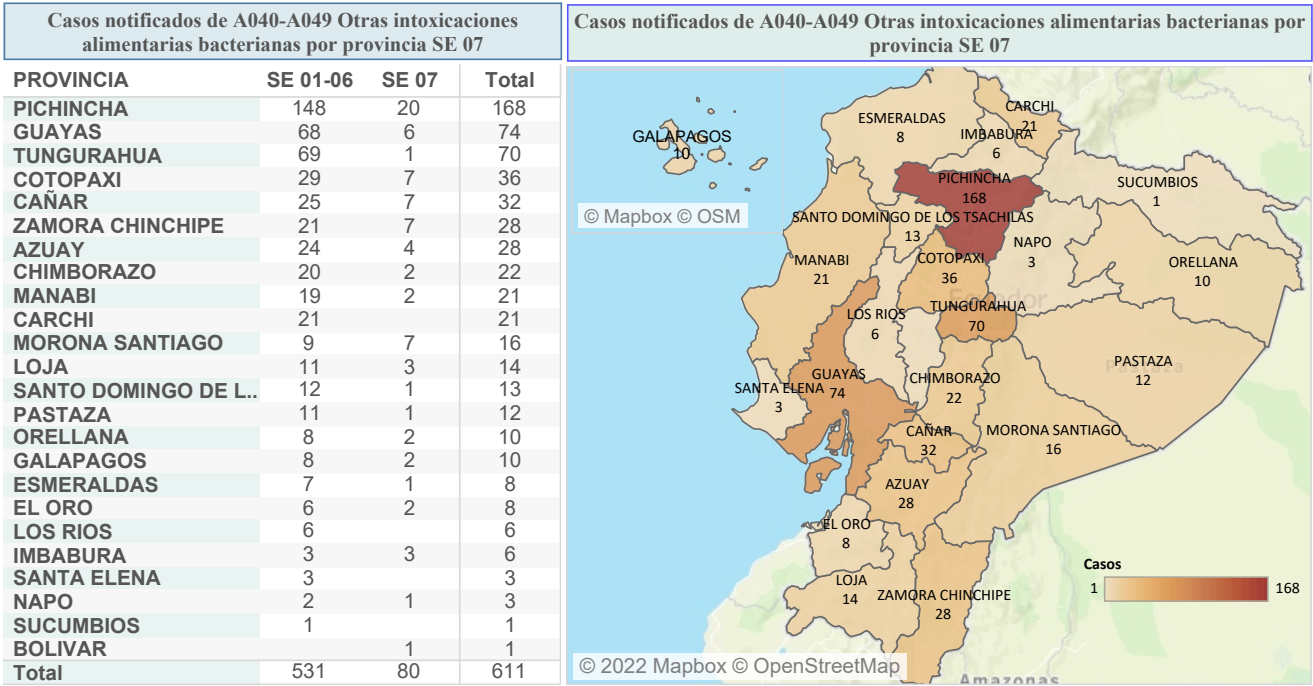 Casos notificados de A040-A049 Otras intoxicaciones
alimentarias bacterianas por provincia SE 07
PROVINCIA SE 01-06 SE 07 Total
PICHINCHA 148 20 168
GUAYAS 68 6 74
TUNGURAHUA 69 1 70
COTOPAXI 29 7 36
CAÑAR 25 7 32
ZAMORA CHINCHIPE 21 7 28
AZUAY 24 4 28
CHIMBORAZO 20 2 22
MANABI 19 2 21
CARCHI 21 21
MORONA SANTIAGO 9 7 16
LOJA 11 3 14
SANTO DOMINGO DE L.. 12 1 13
PASTAZA 11 1 12
ORELLANA 8 2 10
GALAPAGOS 8 2 10
ESMERALDAS 7 1 8
EL ORO 6 2 8
LOS RIOS 6 6
IMBABURA 3 3 6
SANTA ELENA 3 3
NAPO 2 1 3
SUCUMBIOS 1 1
BOLIVAR 1 1
Total 531 80 611
Casos notificados de A040-A049 Otras intoxicaciones alimentarias bacterianas por
provincia SE 07
GALAPAGOS
10
© Mapbox © OSM
ESMERALDAS
8
CARCHI
21
IMBABURA
6
PICHINCHA
168
SUCUMBIOS
1
SANTO DOMINGO DE LOS TSACHILAS
13
NAPO
3
MANABI
21
COTOPAXI
36
ORELLANA
10
Ecuador
TUNGURAHUA
70
LOS RIOS
6
PASTAZA
12
Pastaza
GUAYAS
74
SANTA ELENA
3
CHIMBORAZO
22
CAÑAR
32
MORONA SANTIAGO
16
AZUAY
28
EL ORO
8
LOJA
14
ZAMORA CHINCHIPE
28
Casos
1 168
© 2022 Mapbox © OpenStreetMap
Amazonas